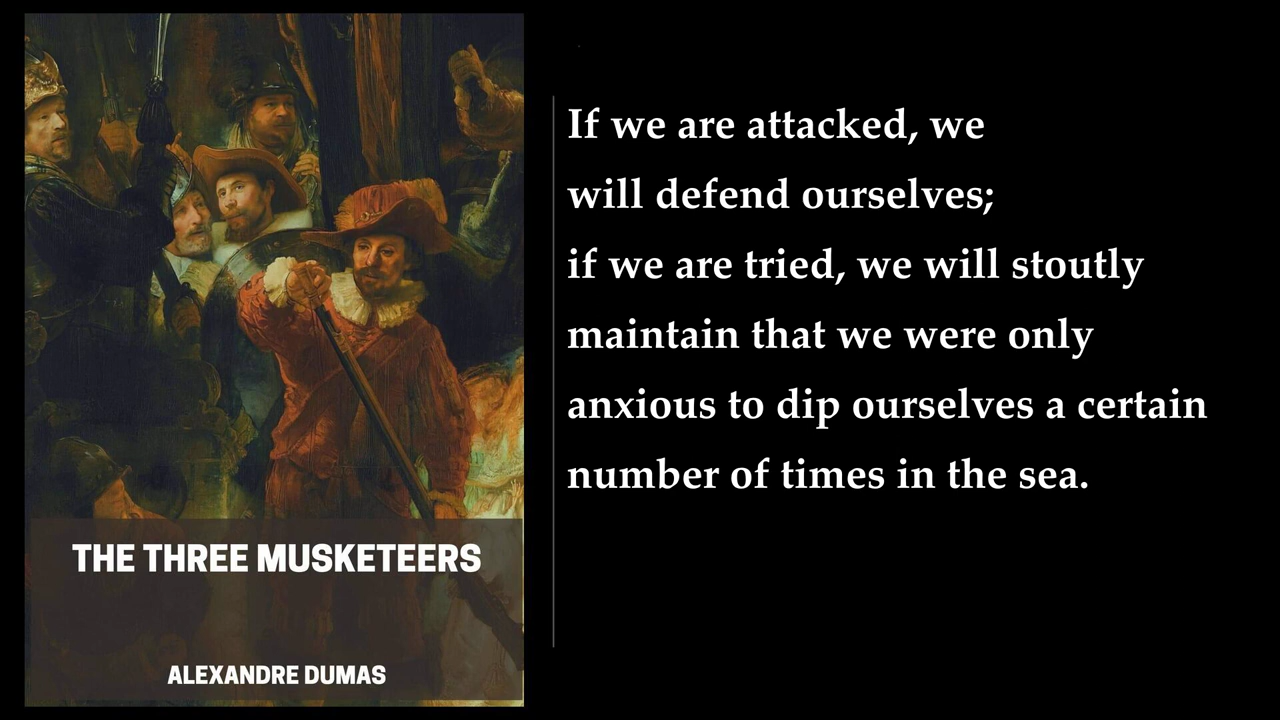 THE THREE MUSKETEERS
ALEXANDRE DUMAS
If we are attacked, we
will defend ourselves;
if we are tried, we will stoutly
maintain that we were only
anxious to dip ourselves a certain
number of times in the sea.